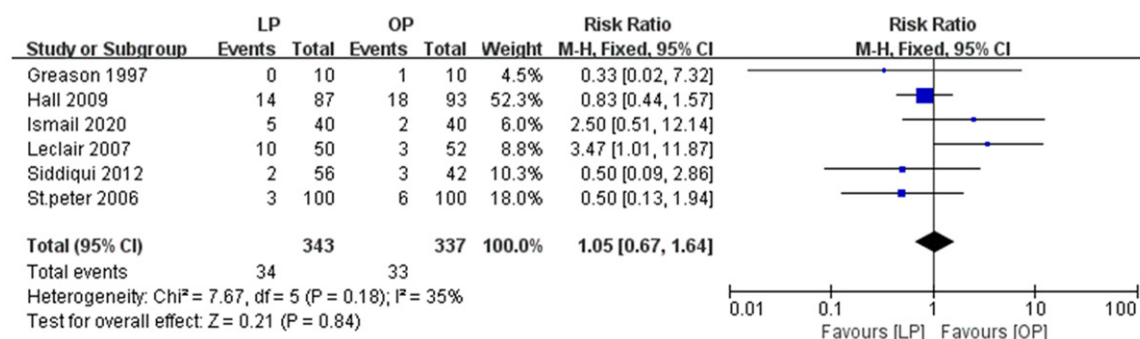 LP OP Risk Ratio Risk Ratio
Study or Subgroup Events Total Events Total Weight M-H, Fixed, 95% CI M-H, Fixed, 95% CI
Greason 1997 0 10 1 10 4.5% 0.33 [0.02, 7.32]
Hall 2009 14 87 18 93 52.3% 0.83 [0.44, 1.57]
Ismail 2020 5 40 2 40 6.0% 2.50 [0.51, 12.14]
Leclair 2007 10 50 3 52 8.8% 3.47 [1.01, 11.87]
Siddiqui 2012 2 56 3 42 10.3% 0.50 [0.09, 2.86]
St.peter 2006 3 100 6 100 18.0% 0.50 [0.13, 1.94]
Total (95% CI) 343 337 100.0% 1.05 [0.67, 1.64]
Total events 34 33
Heterogeneity: Chi² = 7.67, df = 5 (P = 0.18); I² = 35%
Test for overall effect: Z = 0.21 (P = 0.84)
0.01 0.1 1 10 100
Favours [LP] Favours [OP]